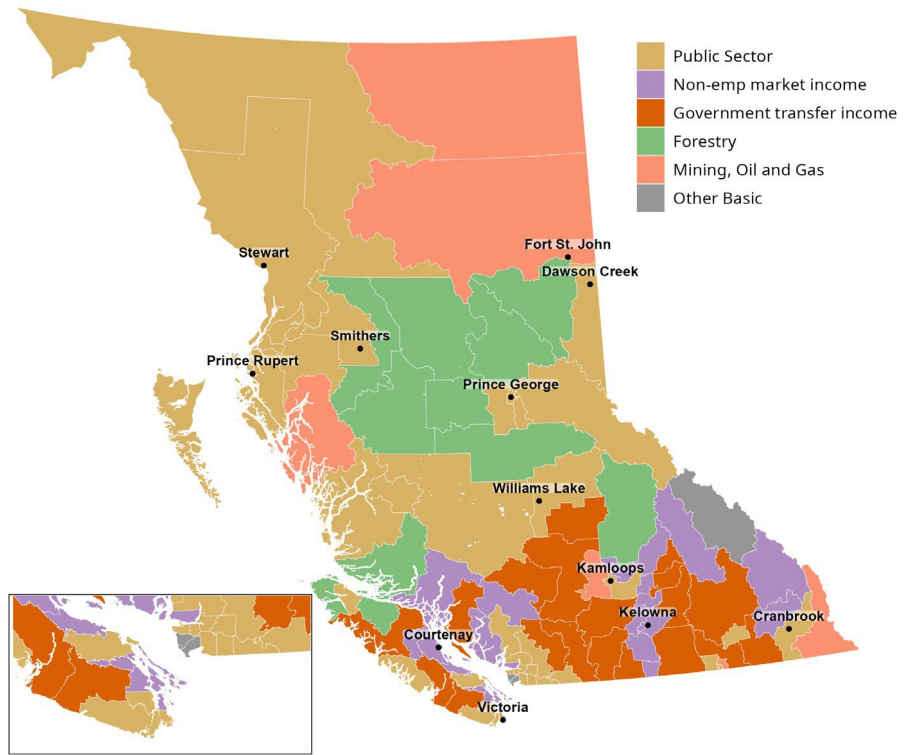 Public Sector
Non-emp market income
Government transfer income
Forestry
Mining, Oil and Gas
Other Basic
Stewart
Fort St. John
Dawson Creek
Smithers
Prince Rupert
Prince George
Williams Lake
Kamloops
Kelowna
Cranbrook
Courtenay
Victoria